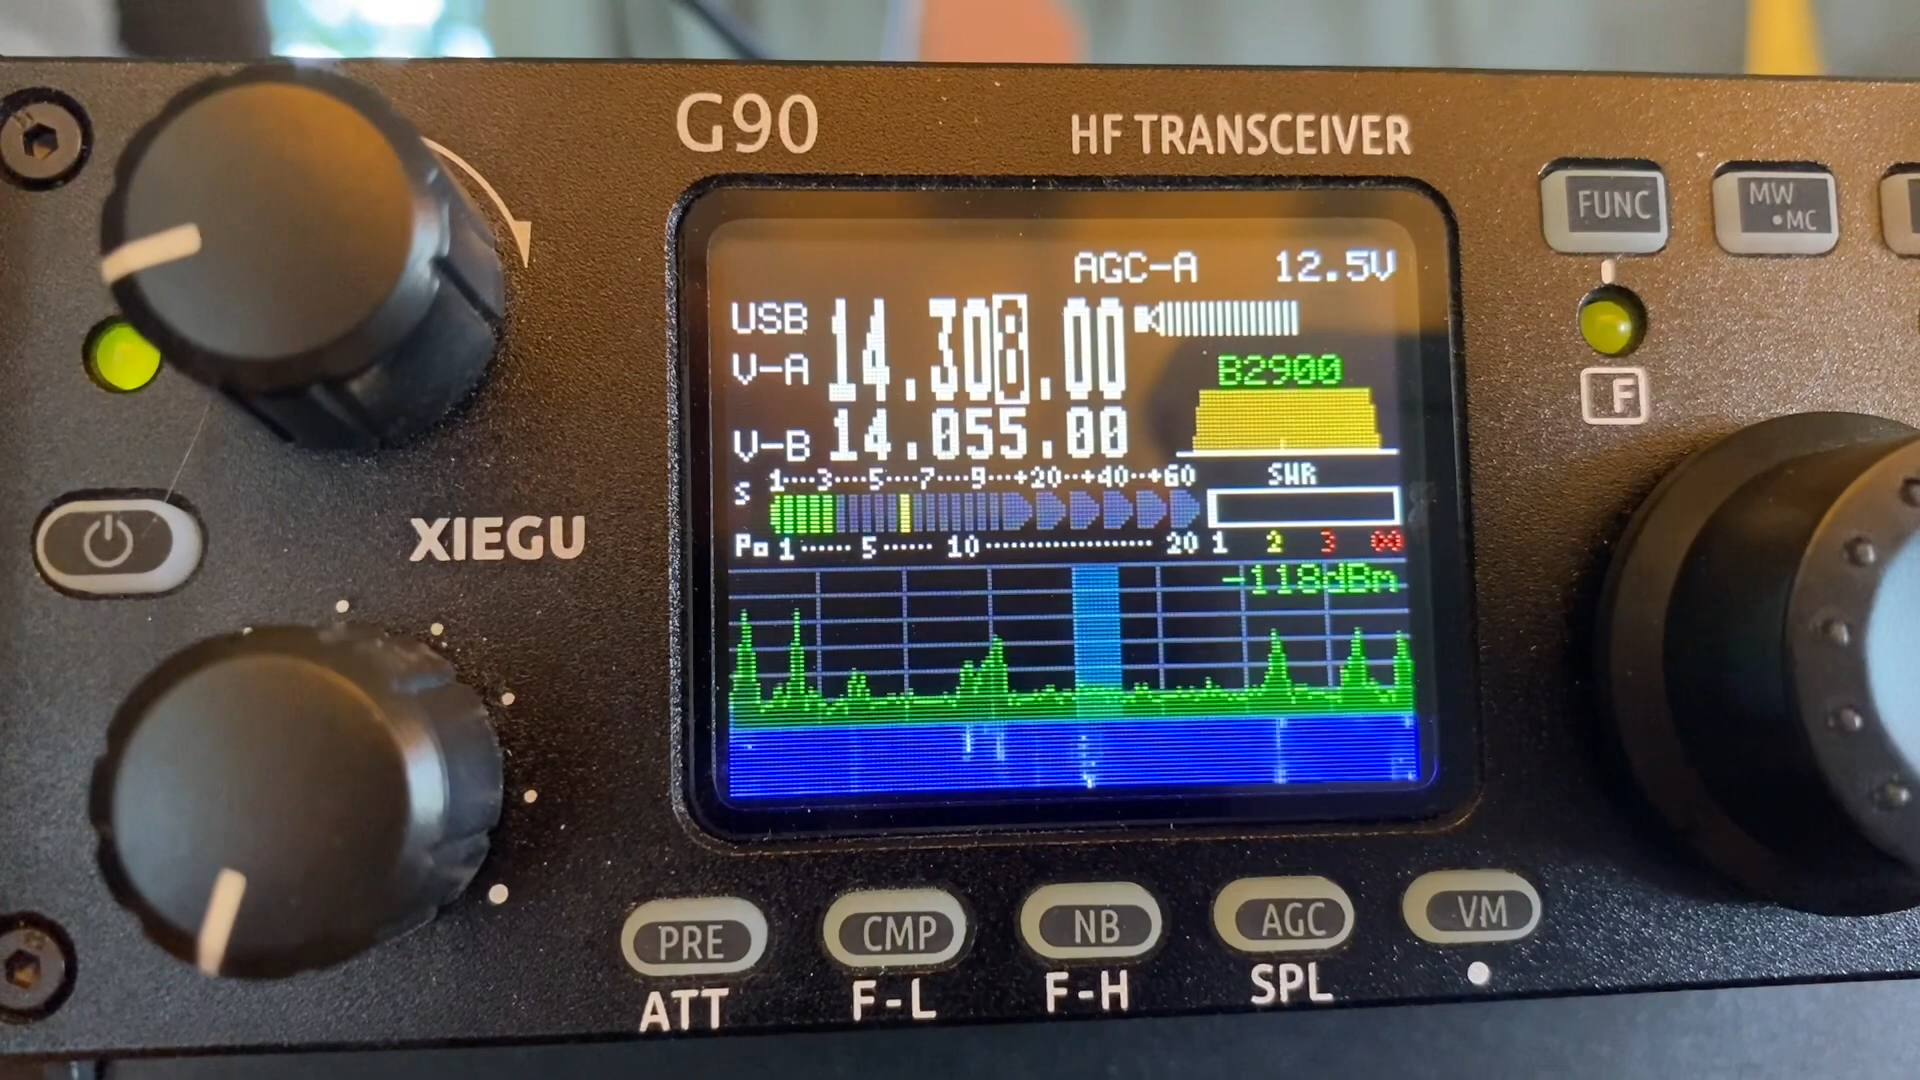 G90
HF TRANSCEIVER
FUNC
MW
•MC
F
XIEGU
AGC-A 12.5V
USB
V-A 14.308.00
B2900
V-B 14.055.00
S 1···3···5···7···9···+20··+40··+60
SWR
Po 1······5······10···················20
1 2 3 ∞
-118dBm
PRE CMP NB AGC VM
ATT F-L F-H SPL